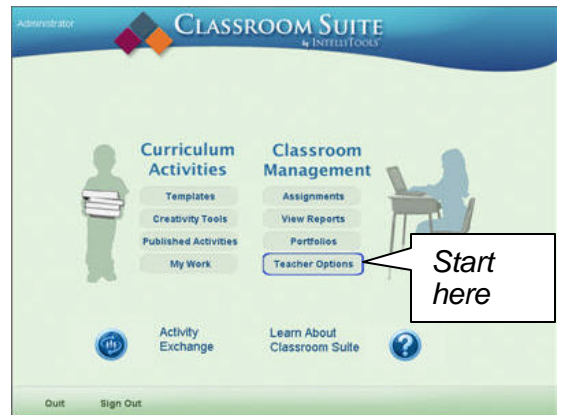 Administrator
CLASSROOM SUITE
by INTELLITOOLS
Curriculum
Activities
Templates
Creativity Tools
Published Activities
My Work
Classroom
Management
Assignments
View Reports
Portfolios
Teacher Options
Start
here
Activity
Exchange
Learn About
Classroom Suite
?
Quit
Sign Out